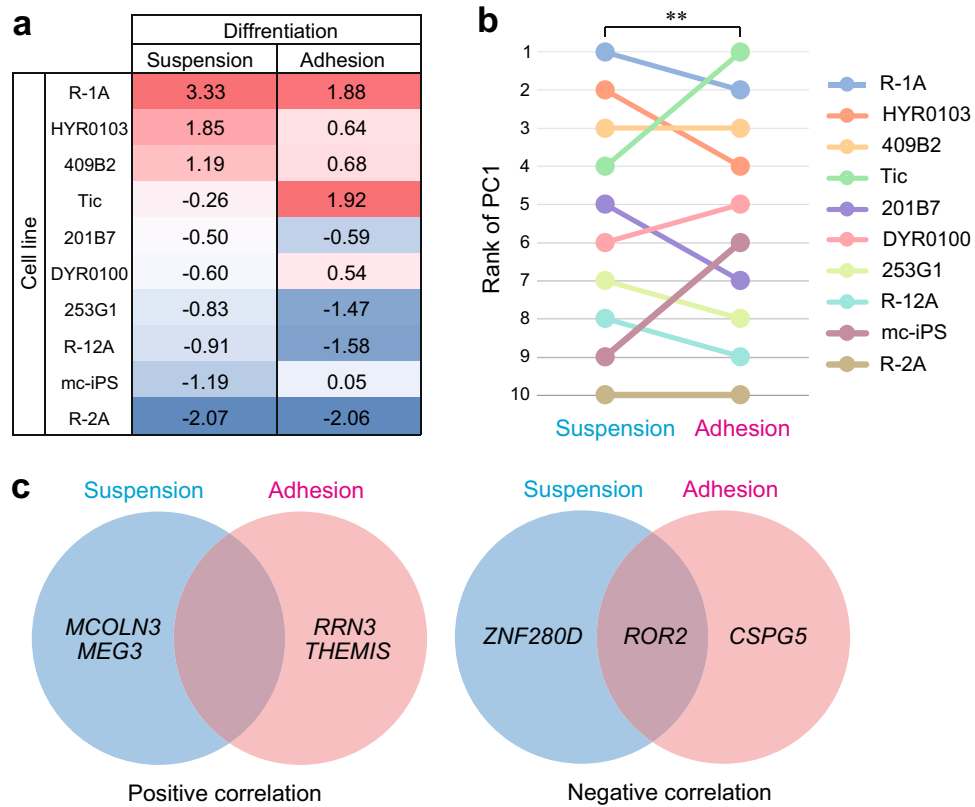 a
Diffrentiation
Suspension Adhesion
Cell line
R-1A 3.33 1.88
HYR0103 1.85 0.64
409B2 1.19 0.68
Tic -0.26 1.92
201B7 -0.50 -0.59
DYR0100 -0.60 0.54
253G1 -0.83 -1.47
R-12A -0.91 -1.58
mc-iPS -1.19 0.05
R-2A -2.07 -2.06
b
**
Rank of PC1
1
2
3
4
5
6
7
8
9
10
Suspension Adhesion
R-1A
HYR0103
409B2
Tic
201B7
DYR0100
253G1
R-12A
mc-iPS
R-2A
c
Suspension Adhesion
MCOLN3
MEG3
RRN3
THEMIS
Positive correlation
Suspension Adhesion
ZNF280D ROR2 CSPG5
Negative correlation